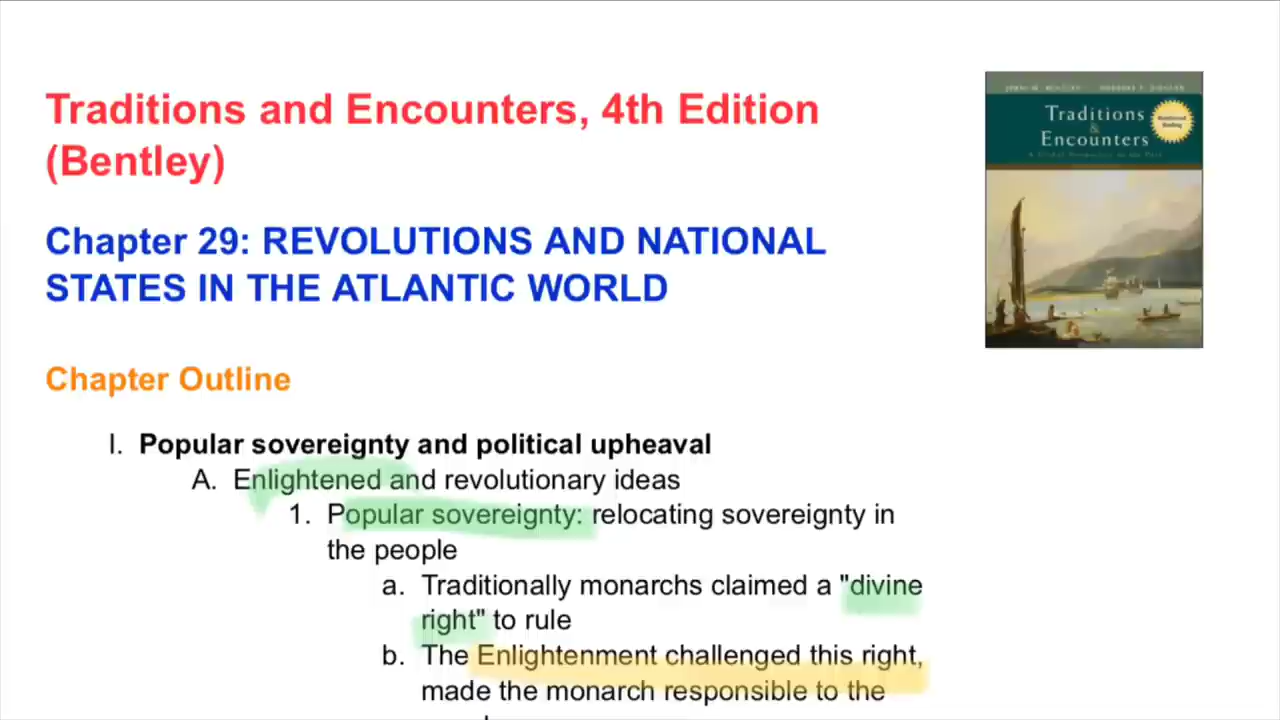 Traditions and Encounters, 4th Edition
(Bentley)
Traditions
&
Encounters
Chapter 29: REVOLUTIONS AND NATIONAL
STATES IN THE ATLANTIC WORLD
Chapter Outline
I. Popular sovereignty and political upheaval
A. Enlightened and revolutionary ideas
1. Popular sovereignty: relocating sovereignty in
the people
a. Traditionally monarchs claimed a "divine
right" to rule
b. The Enlightenment challenged this right,
made the monarch responsible to the